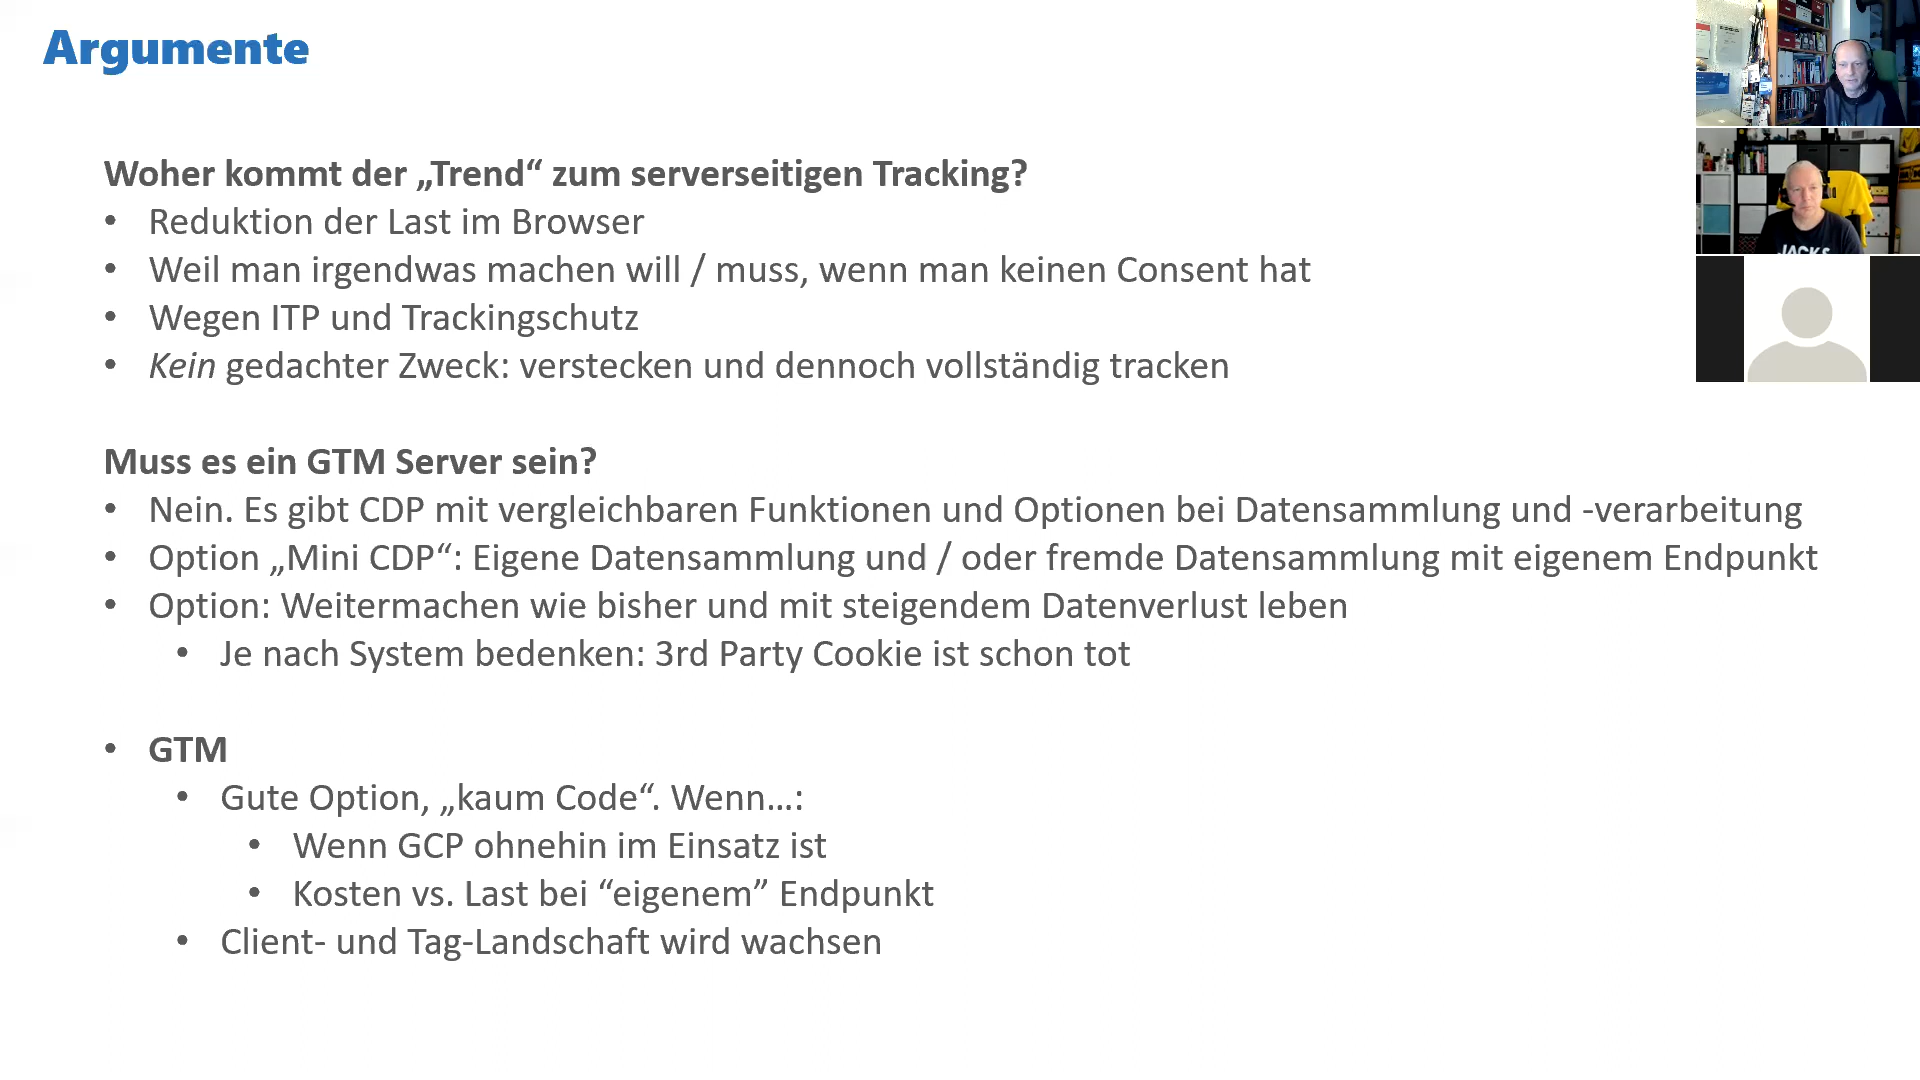 Argumente
Woher kommt der „Trend“ zum serverseitigen Tracking?
• Reduktion der Last im Browser
• Weil man irgendwas machen will / muss, wenn man keinen Consent hat
• Wegen ITP und Trackingschutz
• Kein gedachter Zweck: verstecken und dennoch vollständig tracken
Muss es ein GTM Server sein?
• Nein. Es gibt CDP mit vergleichbaren Funktionen und Optionen bei Datensammlung und -verarbeitung
• Option „Mini CDP“: Eigene Datensammlung und / oder fremde Datensammlung mit eigenem Endpunkt
• Option: Weitermachen wie bisher und mit steigendem Datenverlust leben
• Je nach System bedenken: 3rd Party Cookie ist schon tot
• GTM
• Gute Option, „kaum Code“. Wenn...:
• Wenn GCP ohnehin im Einsatz ist
• Kosten vs. Last bei “eigenem” Endpunkt
• Client- und Tag-Landschaft wird wachsen
JACKS